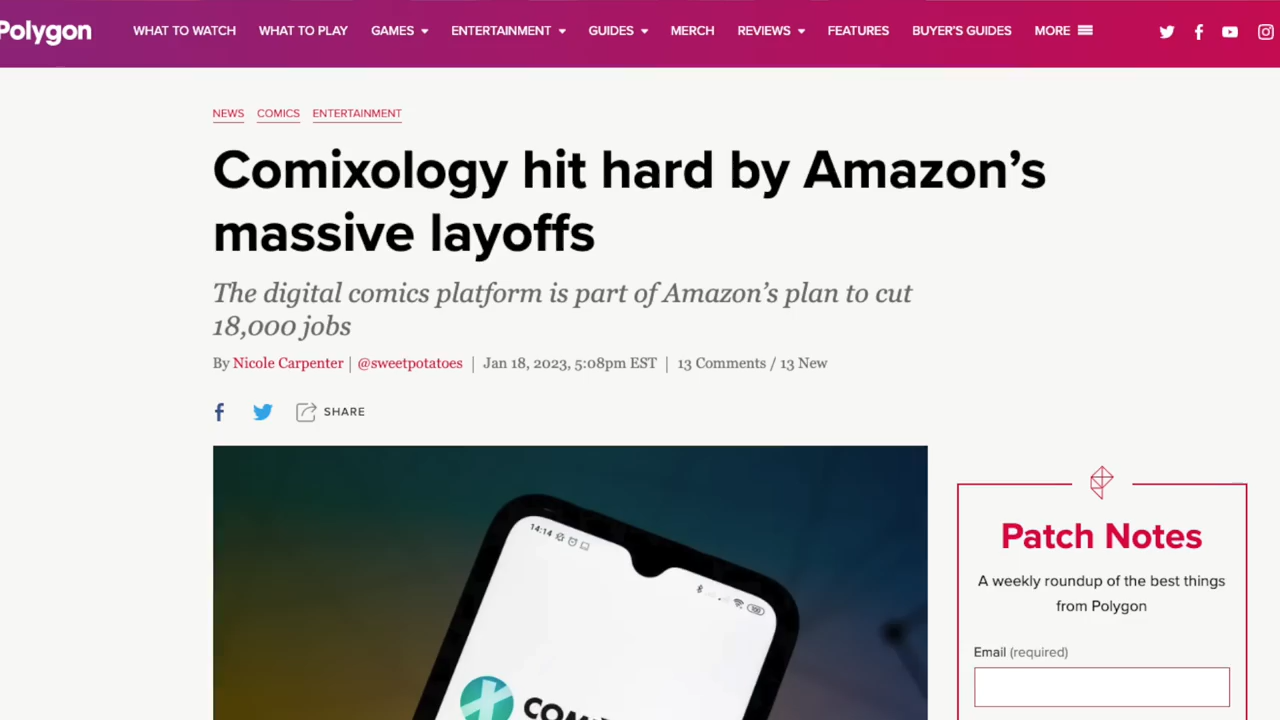 Polygon
WHAT TO WATCH WHAT TO PLAY GAMES ENTERTAINMENT GUIDES MERCH REVIEWS FEATURES BUYER'S GUIDES MORE
NEWS COMICS ENTERTAINMENT
Comixology hit hard by Amazon’s
massive layoffs
The digital comics platform is part of Amazon’s plan to cut
18,000 jobs
By Nicole Carpenter | @sweetpotatoes | Jan 18, 2023, 5:08pm EST | 13 Comments / 13 New
SHARE
14:14
Patch Notes
A weekly roundup of the best things
from Polygon
Email (required)